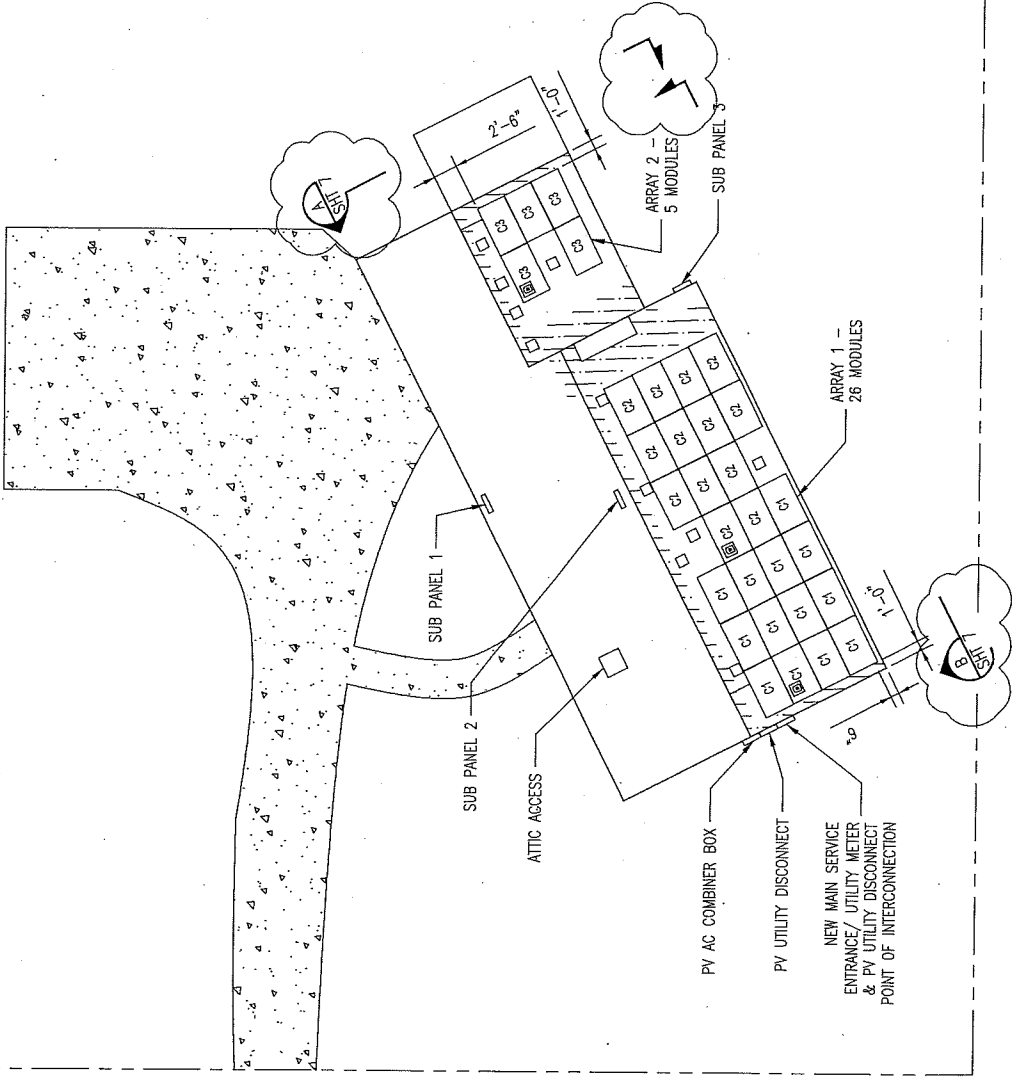 A
SHT 7
2'-6"
1'-0"
C3
C3
C3
C3
C3
ARRAY 2 -
5 MODULES
SUB PANEL 3
SUB PANEL 1
SUB PANEL 2
ATTIC ACCESS
C2
C2
C2
C2
C2
C2
C2
C2
C2
C2
C2
C2
C2
C1
C1
C1
C1
C1
C1
C1
C1
C1
C1
C1
C1
C1
ARRAY 1 -
26 MODULES
1'-0"
6"
B
SHT 7
PV AC COMBINER BOX
PV UTILITY DISCONNECT
NEW MAIN SERVICE
ENTRANCE/ UTILITY METER
& PV UTILITY DISCONNECT
POINT OF INTERCONNECTION